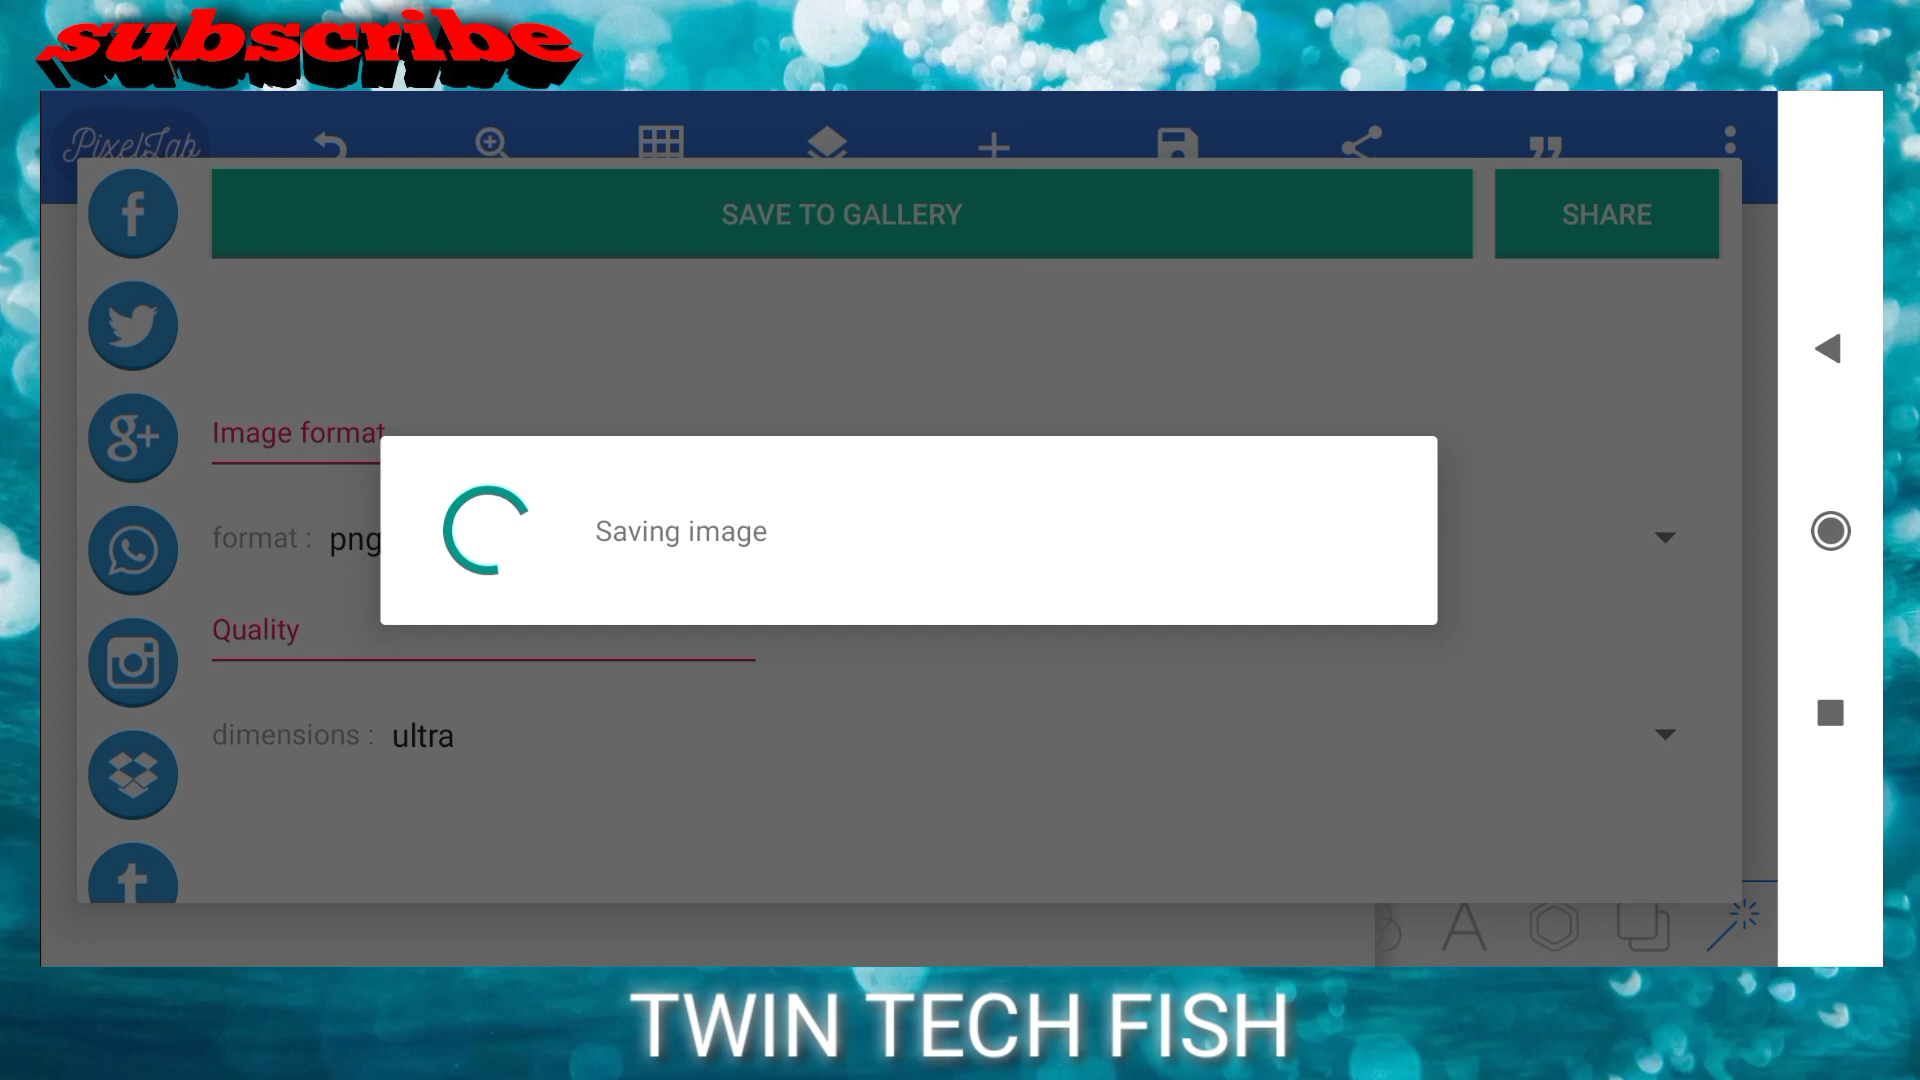 subscribe
PixelLab
SAVE TO GALLERY
SHARE
Image format
Saving image
format : png
Quality
dimensions : ultra
TWIN TECH FISH